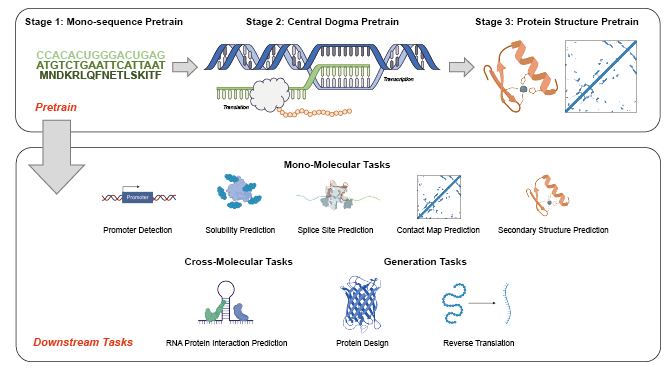 Stage 1: Mono-sequence Pretrain
Stage 2: Central Dogma Pretrain
Stage 3: Protein Structure Pretrain
CCACACUGGGACUGAG
ATGTCTGAATTCATTAAT
MNDKRLQFNETLSKITF
Transcription
Translation
Pretrain
Mono-Molecular Tasks
Promoter
Promoter Detection
Solubility Prediction
Splice Site Prediction
Contact Map Prediction
Secondary Structure Prediction
Cross-Molecular Tasks
Generation Tasks
Downstream Tasks
RNA Protein Interaction Prediction
Protein Design
Reverse Translation